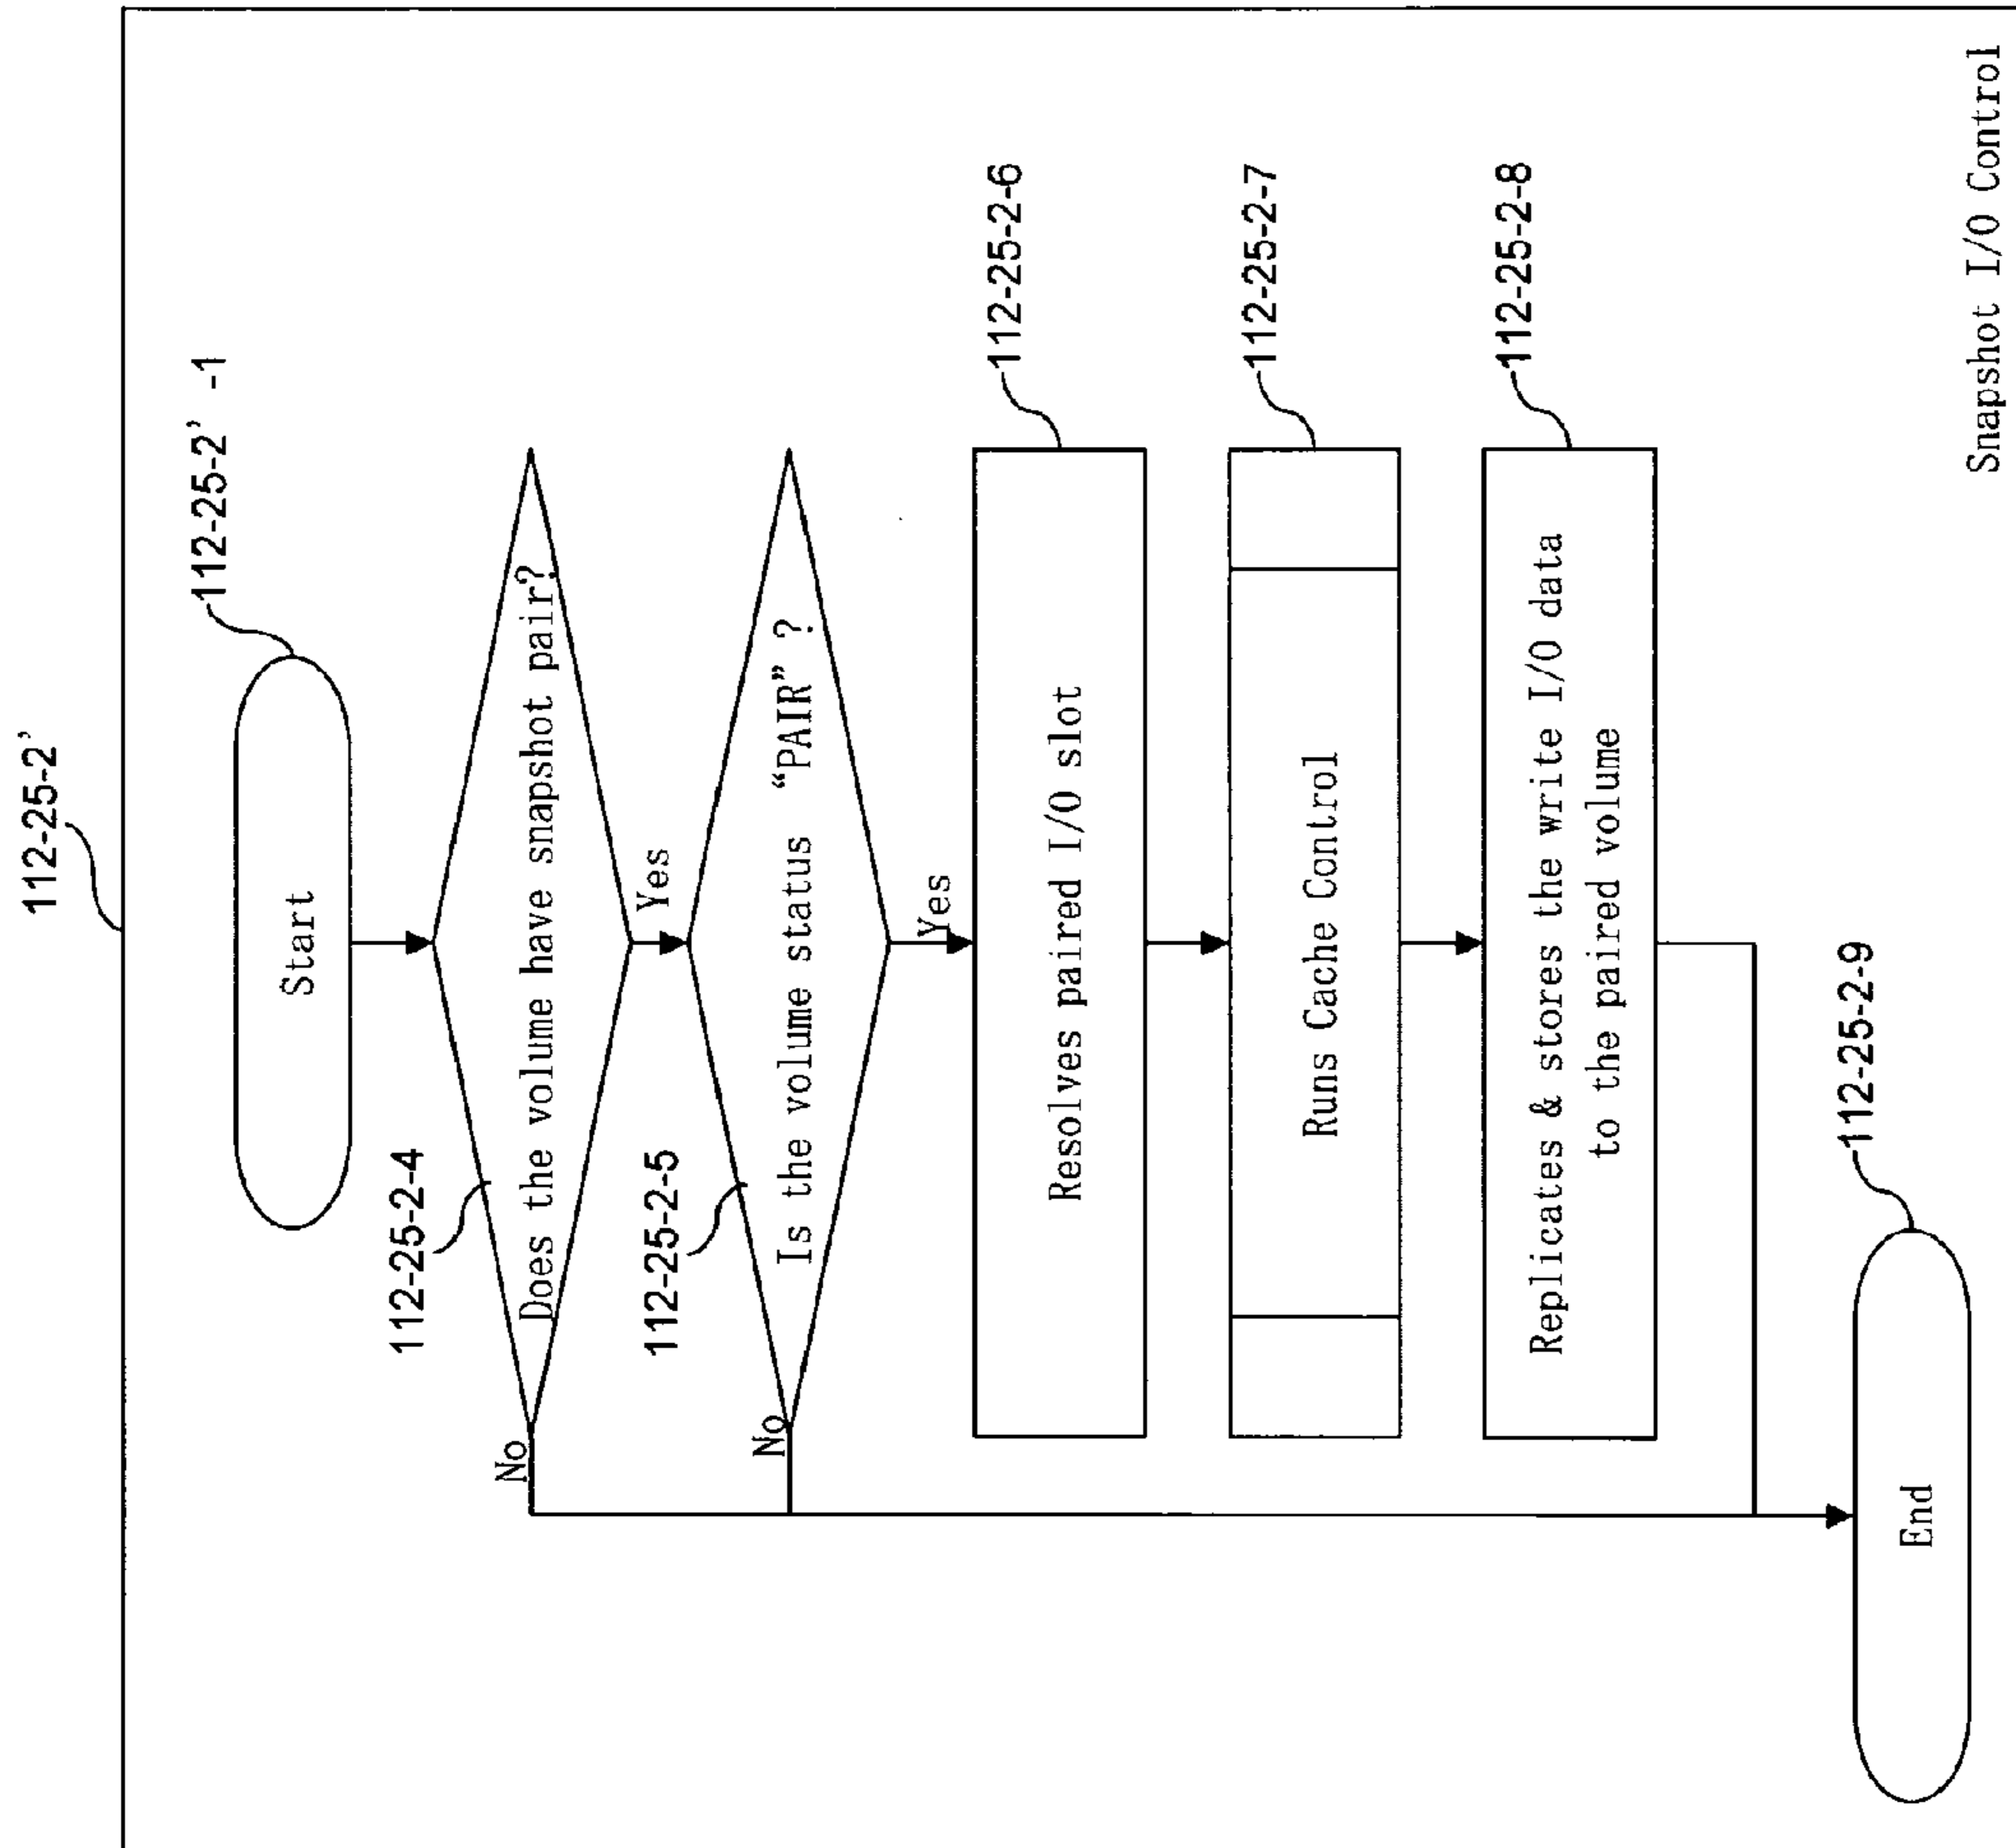 112-25-2'
112-25-2' -1
Start
112-25-2-4
Does the volume have snapshot pair?
No
Yes
112-25-2-5
Is the volume status “PAIR” ?
No
Yes
112-25-2-6
Resolves paired I/O slot
112-25-2-7
Runs Cache Control
112-25-2-8
Replicates & stores the write I/O data
to the paired volume
112-25-2-9
End
Snapshot I/O Control